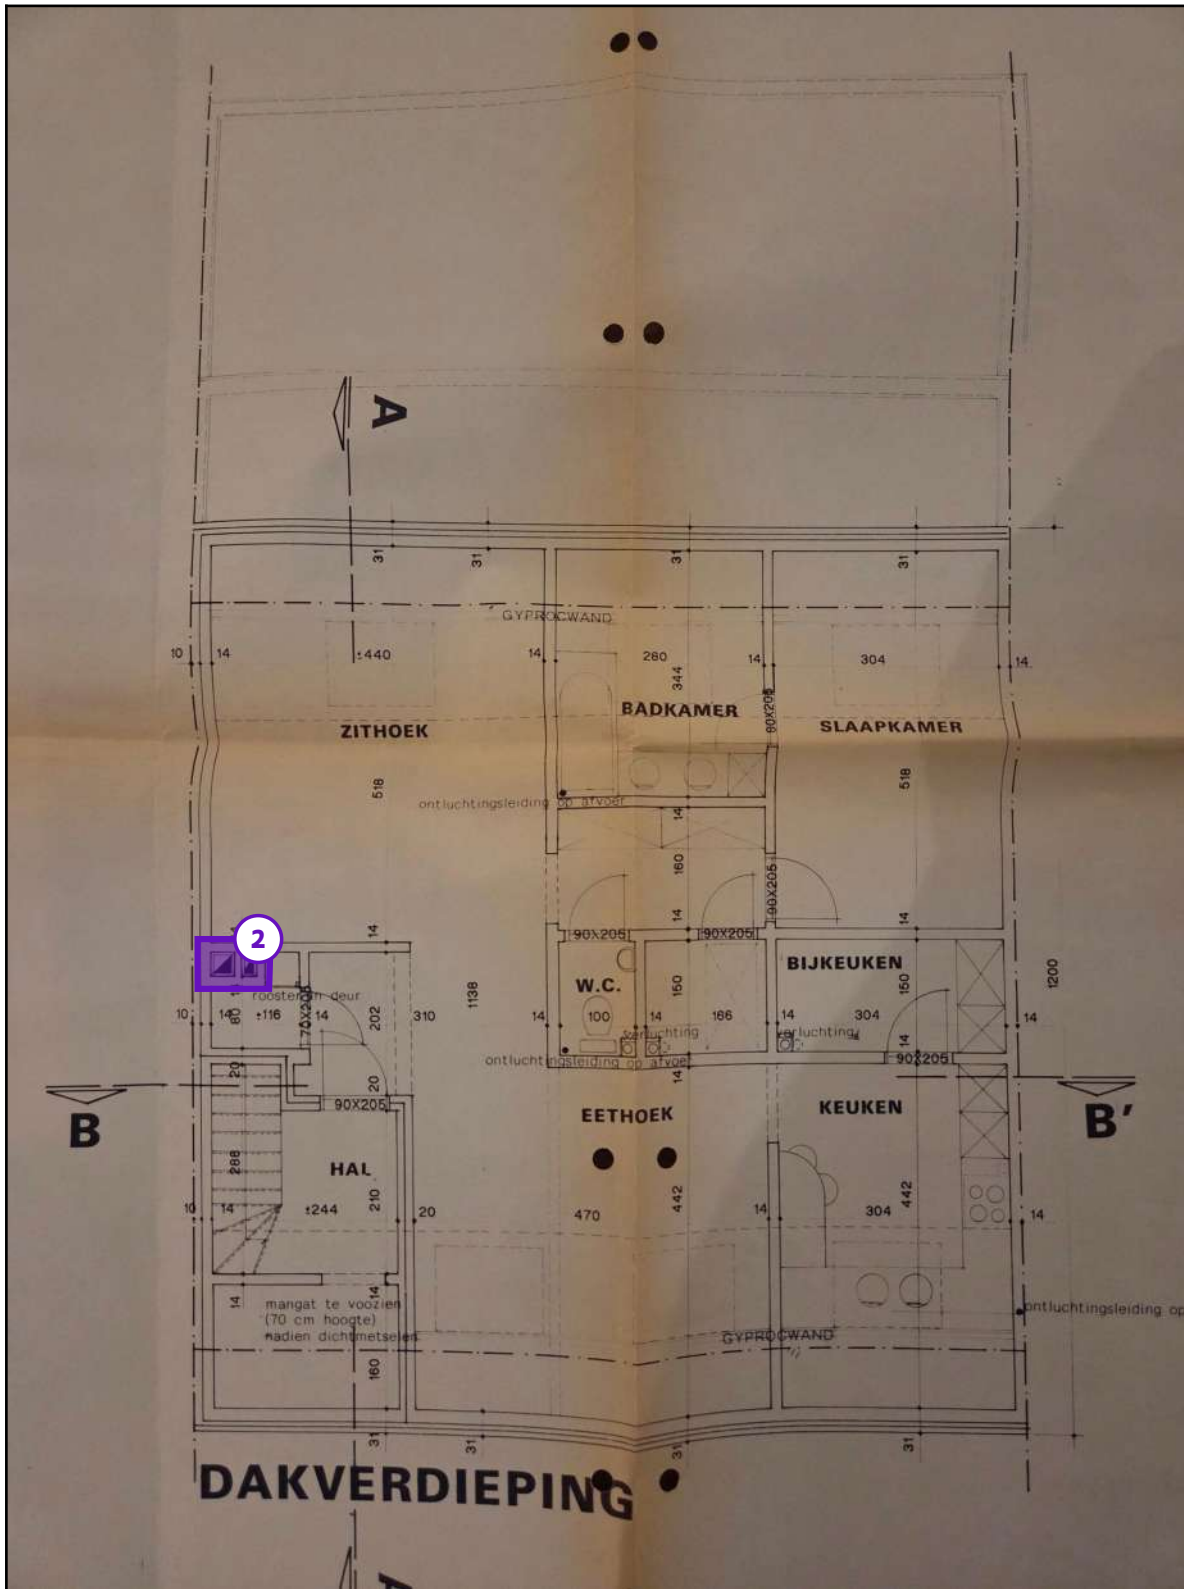 A
31
31
31
31
GYPROCWAND
10
14
±440
14
280
14
304
14
344
80X205
BADKAMER
ZITHOEK
SLAAPKAMER
518
518
ontluchtingsleiding op afvoer
14
160
90X205
14
14
14
2
90X205
90X205
BIJKEUKEN
W.C.
1138
150
150
1200
rooster in deur
10
14
80
±116
70X205
14
202
310
14
100
14
166
14
304
14
verluchting
verluchting
ontluchtingsleiding op afvoer
14
14
90X205
20
20
90X205
B
B'
EETHOEK
KEUKEN
288
HAL
210
442
442
10
14
±244
20
470
14
304
14
14
14
mangat te voozien
(70 cm hoogte)
nadien dichtmetselen
160
ontluchtingsleiding op
GYPROCWAND
31
31
31
31
DAKVERDIEPING